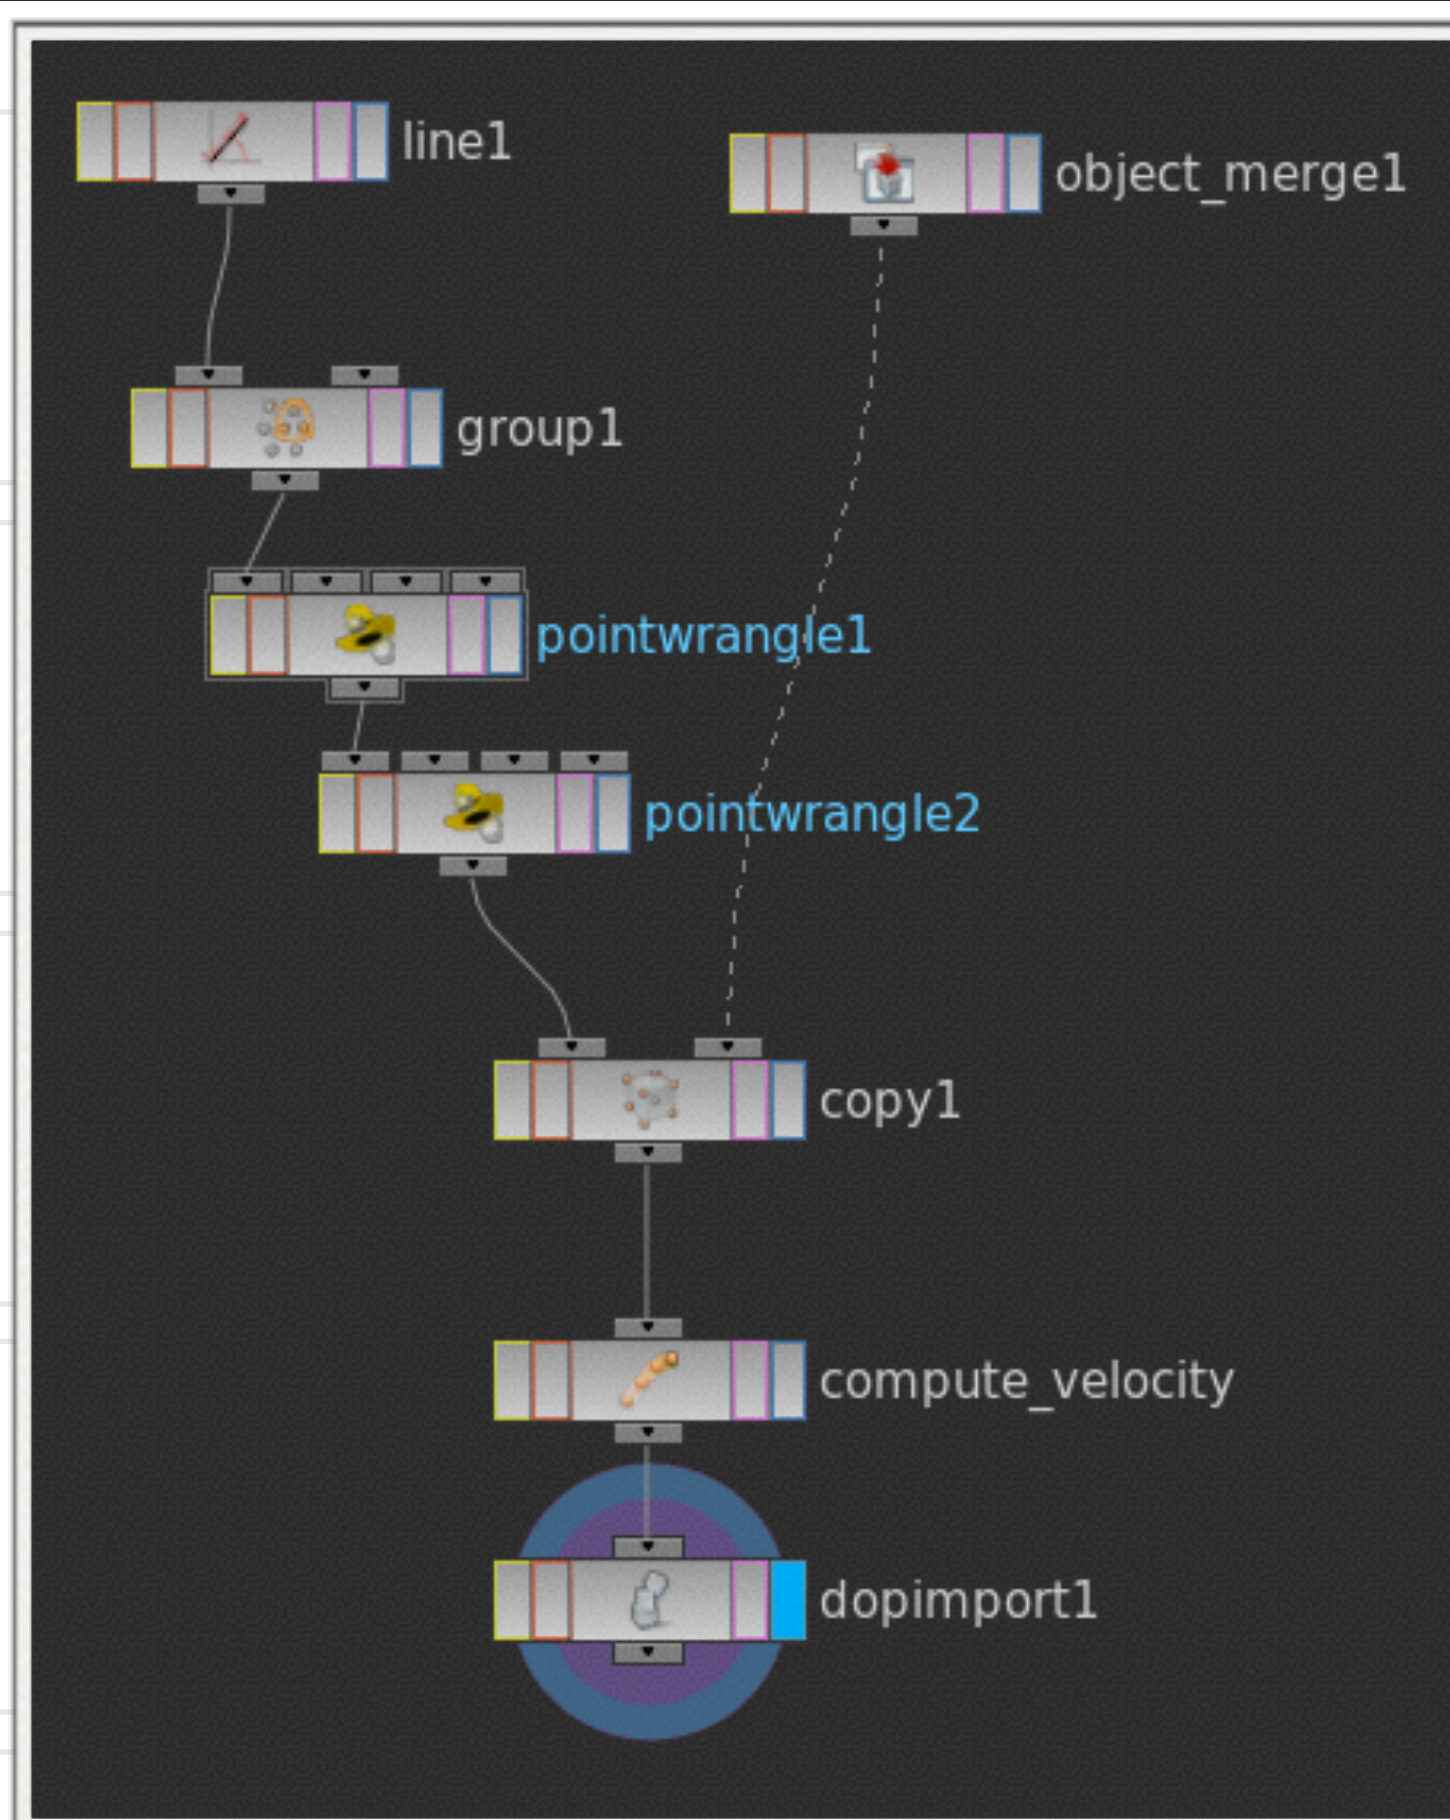 line1
object_merge1
group1
pointwrangle1
pointwrangle2
copy1
compute_velocity
dopimport1